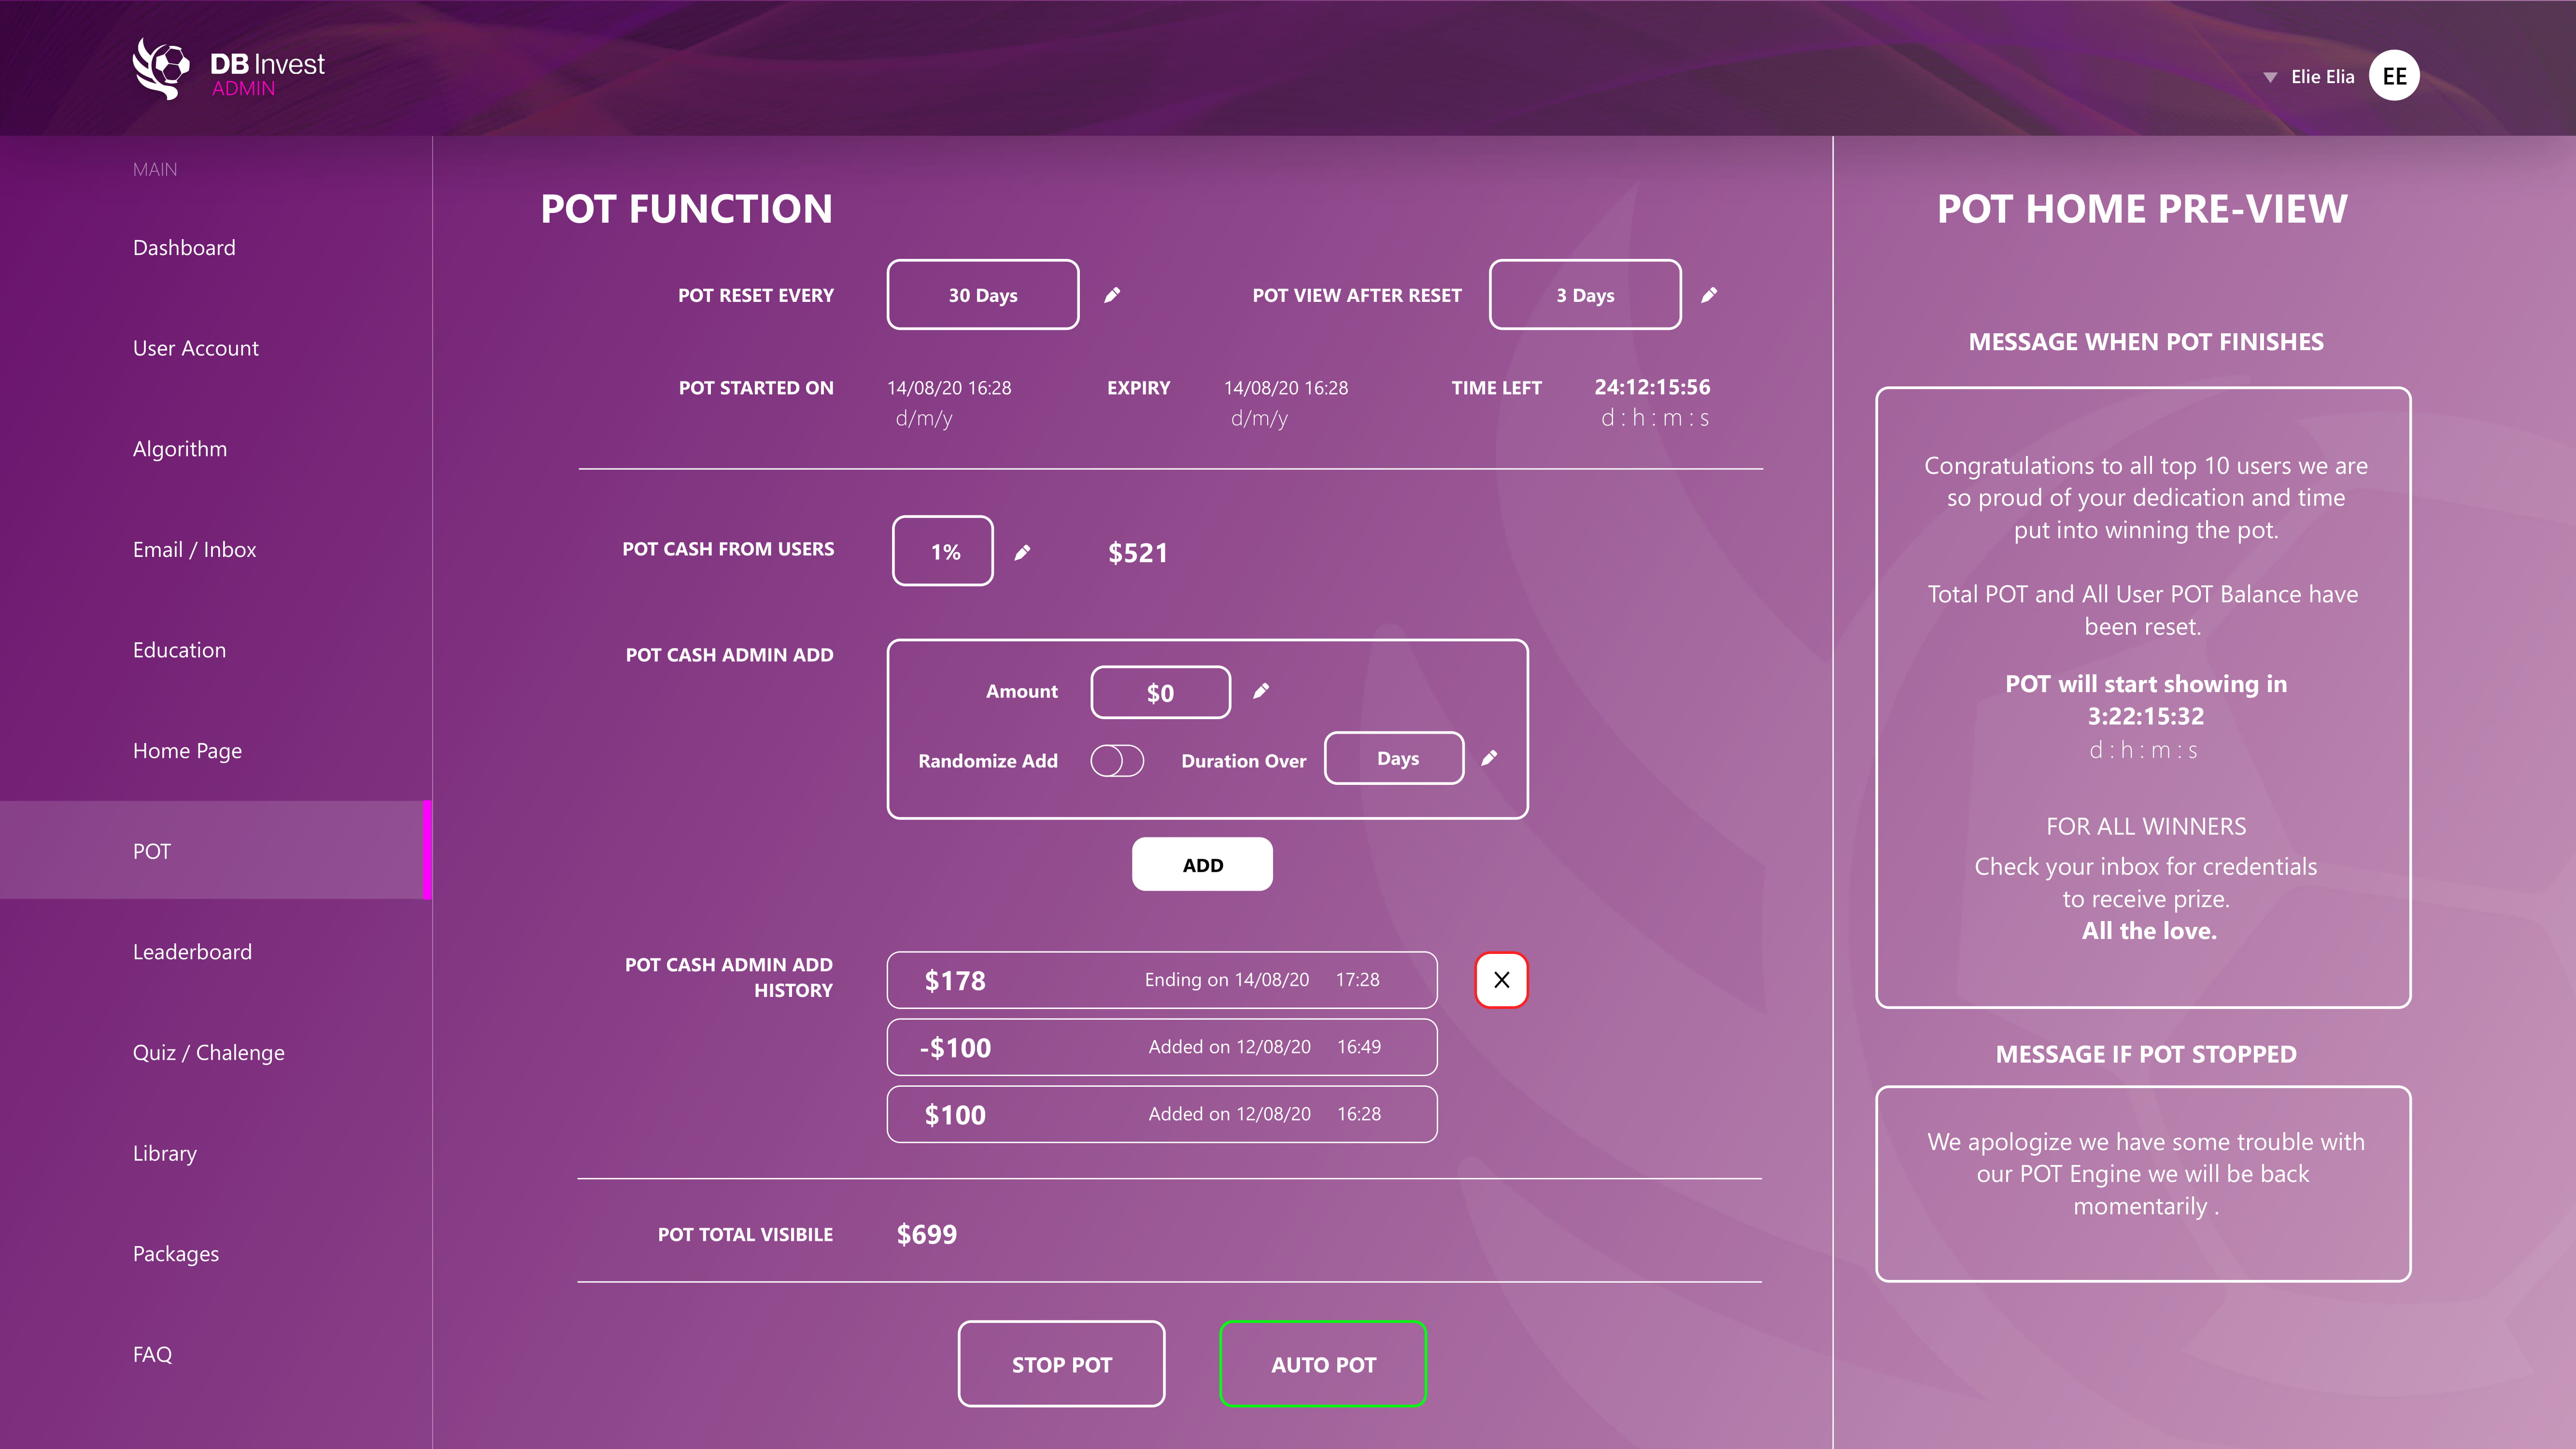 DB Invest
ADMIN
Elie Elia
EE
MAIN
Dashboard
User Account
Algorithm
Email / Inbox
Education
Home Page
POT
Leaderboard
Quiz / Chalenge
Library
Packages
FAQ
POT FUNCTION
POT RESET EVERY
30 Days
POT VIEW AFTER RESET
3 Days
POT STARTED ON
14/08/20 16:28
d/m/y
EXPIRY
14/08/20 16:28
d/m/y
TIME LEFT
24:12:15:56
d : h : m : s
POT CASH FROM USERS
1%
$521
POT CASH ADMIN ADD
Amount
$0
Randomize Add
Duration Over
Days
ADD
POT CASH ADMIN ADD
HISTORY
$178 Ending on 14/08/20 17:28
X
-$100 Added on 12/08/20 16:49
$100 Added on 12/08/20 16:28
POT TOTAL VISIBILE
$699
STOP POT
AUTO POT
POT HOME PRE-VIEW
MESSAGE WHEN POT FINISHES
Congratulations to all top 10 users we are
so proud of your dedication and time
put into winning the pot.
Total POT and All User POT Balance have
been reset.
POT will start showing in
3:22:15:32
d : h : m : s
FOR ALL WINNERS
Check your inbox for credentials
to receive prize.
All the love.
MESSAGE IF POT STOPPED
We apologize we have some trouble with
our POT Engine we will be back
momentarily .